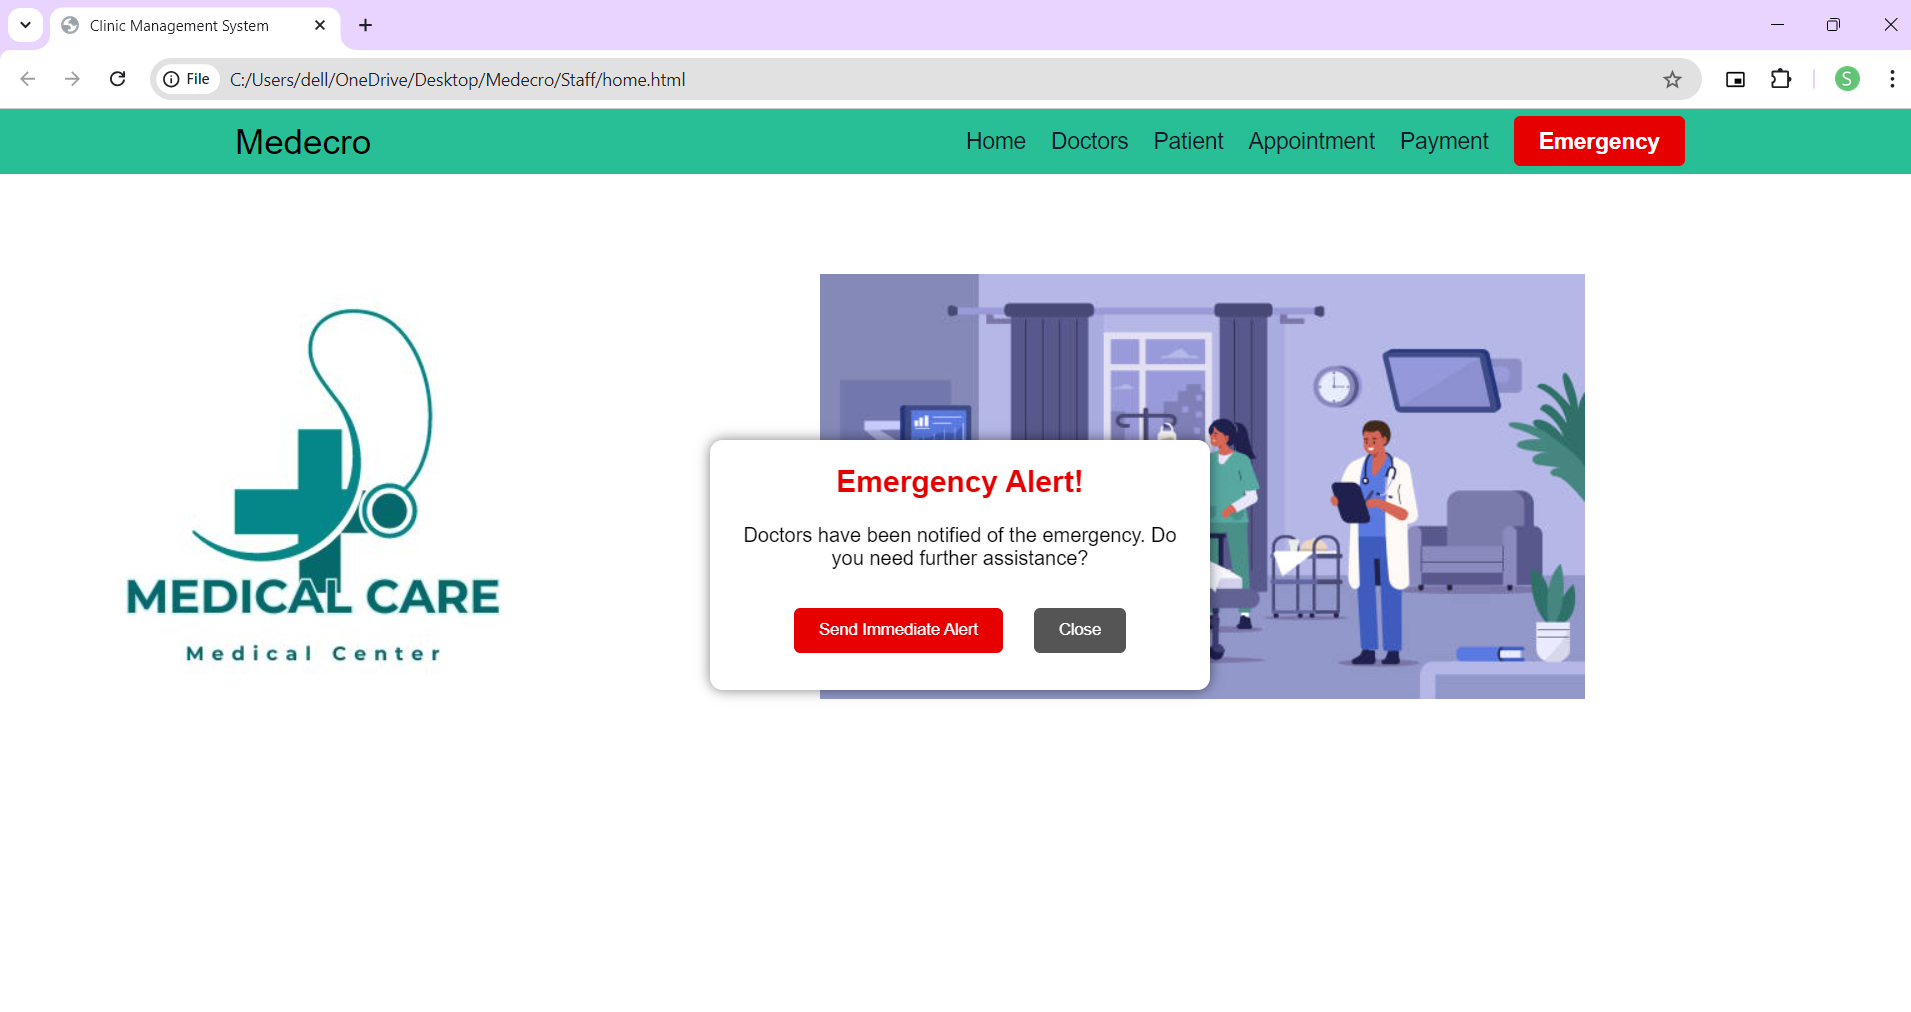 Clinic Management System
File C:/Users/dell/OneDrive/Desktop/Medecro/Staff/home.html
S
Medecro
Home Doctors Patient Appointment Payment Emergency
MEDICAL CARE
Medical Center
Emergency Alert!
Doctors have been notified of the emergency. Do
you need further assistance?
Send Immediate Alert Close